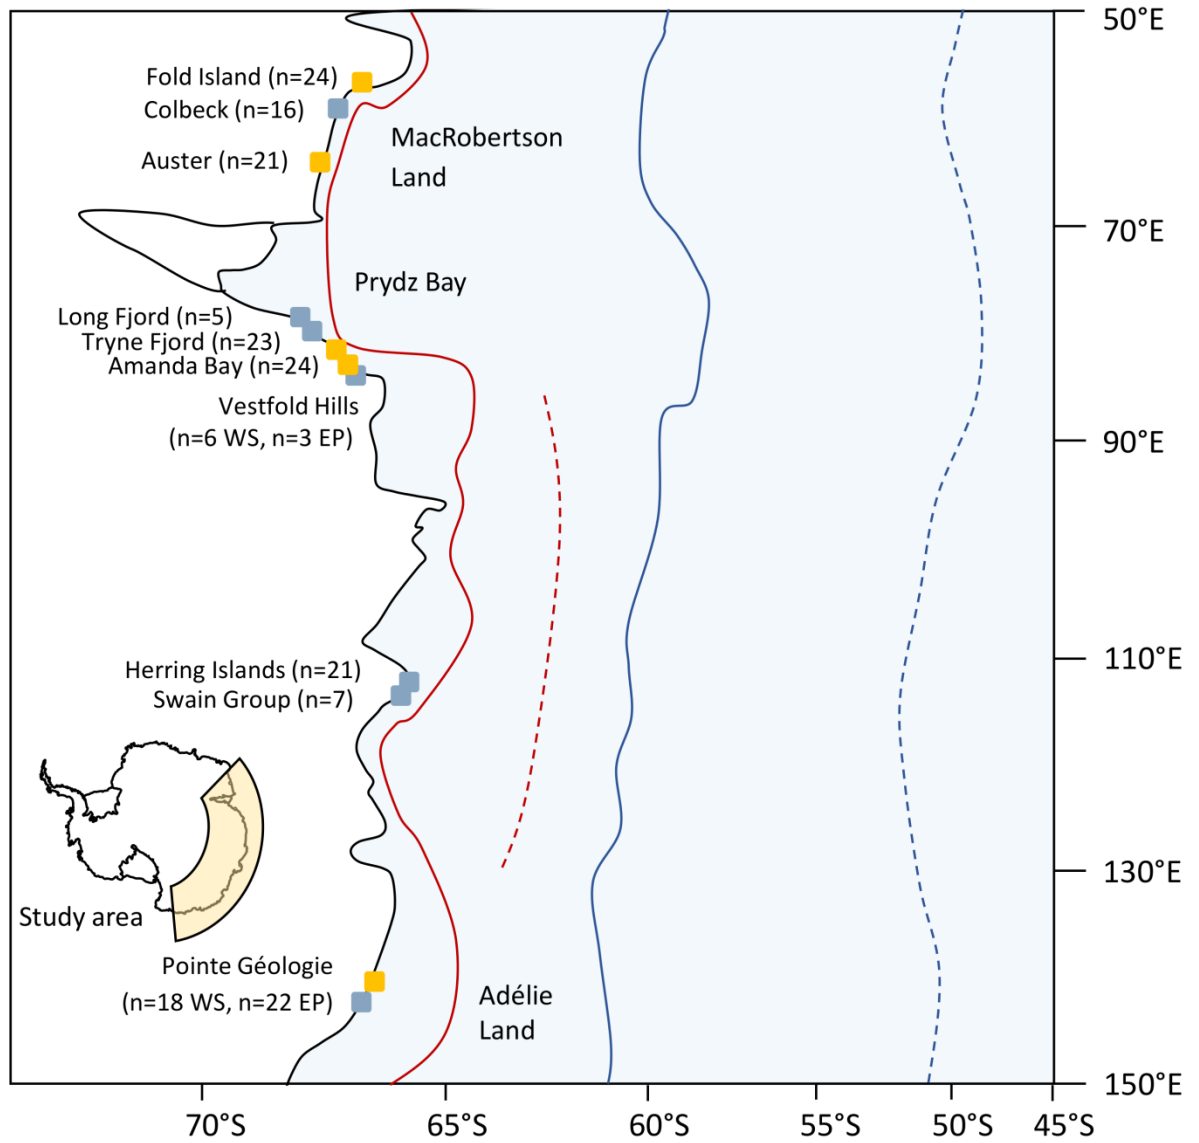 50°E
Fold Island (n=24)
Colbeck (n=16)
MacRobertson
Land
Auster (n=21)
70°E
Prydz Bay
Long Fjord (n=5)
Tryne Fjord (n=23)
Amanda Bay (n=24)
Vestfold Hills
(n=6 WS, n=3 EP)
90°E
Herring Islands (n=21)
110°E
Swain Group (n=7)
130°E
Study area
Pointe Géologie
(n=18 WS, n=22 EP)
Adélie
Land
150°E
70°S
65°S
60°S
55°S
50°S
45°S